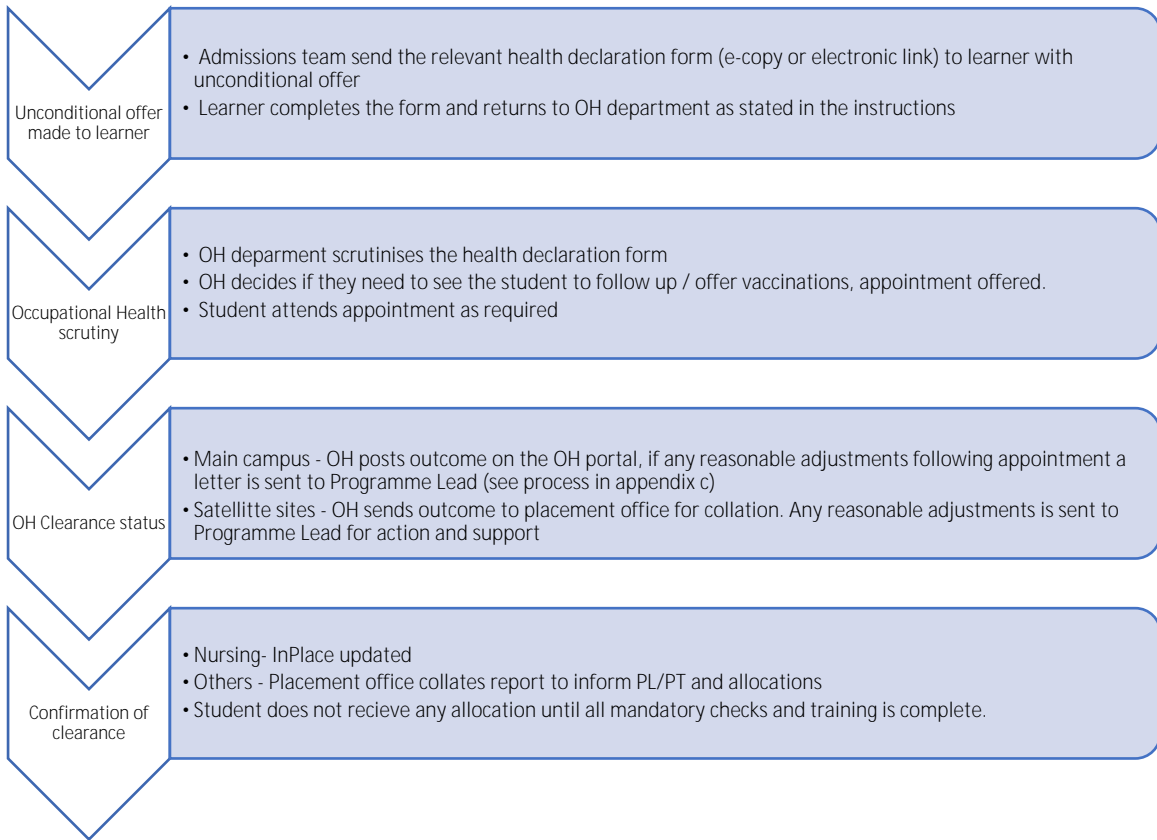 Unconditional offer
made to learner
• Admissions team send the relevant health declaration form (e-copy or electronic link) to learner with
unconditional offer
• Learner completes the form and returns to OH department as stated in the instructions
Occupational Health
scrutiny
• OH deparment scrutinises the health declaration form
• OH decides if they need to see the student to follow up / offer vaccinations, appointment offered.
• Student attends appointment as required
OH Clearance status
• Main campus - OH posts outcome on the OH portal, if any reasonable adjustments following appointment a
letter is sent to Programme Lead (see process in appendix c)
• Satellitte sites - OH sends outcome to placement office for collation. Any reasonable adjustments is sent to
Programme Lead for action and support
Confirmation of
clearance
• Nursing- InPlace updated
• Others - Placement office collates report to inform PL/PT and allocations
• Student does not recieve any allocation until all mandatory checks and training is complete.